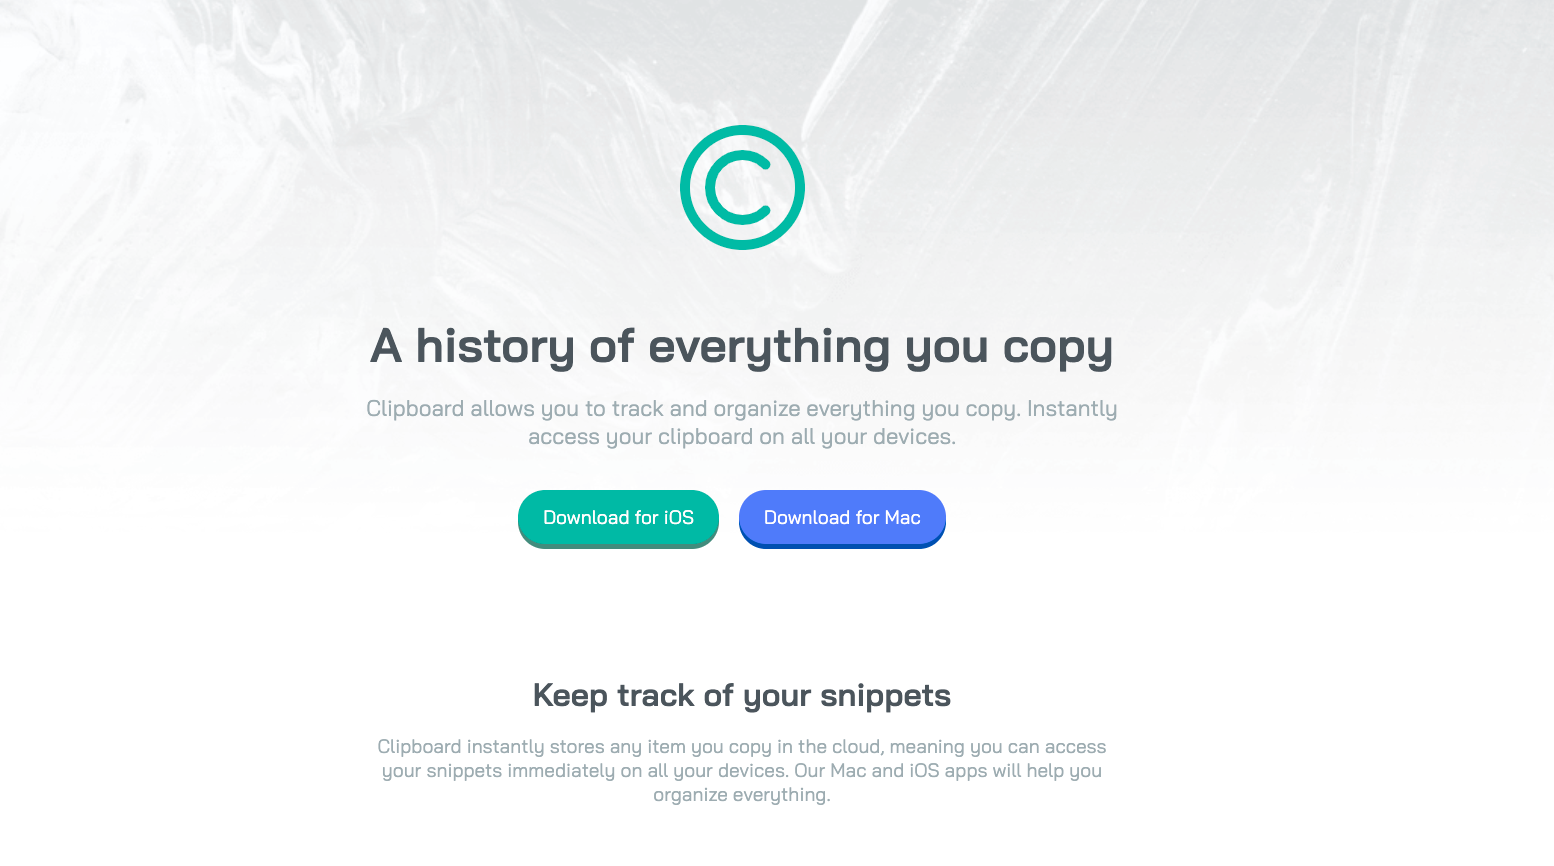 A history of everything you copy
Clipboard allows you to track and organize everything you copy. Instantly
access your clipboard on all your devices.
Download for iOS
Download for Mac
Keep track of your snippets
Clipboard instantly stores any item you copy in the cloud, meaning you can access
your snippets immediately on all your devices. Our Mac and iOS apps will help you
organize everything.